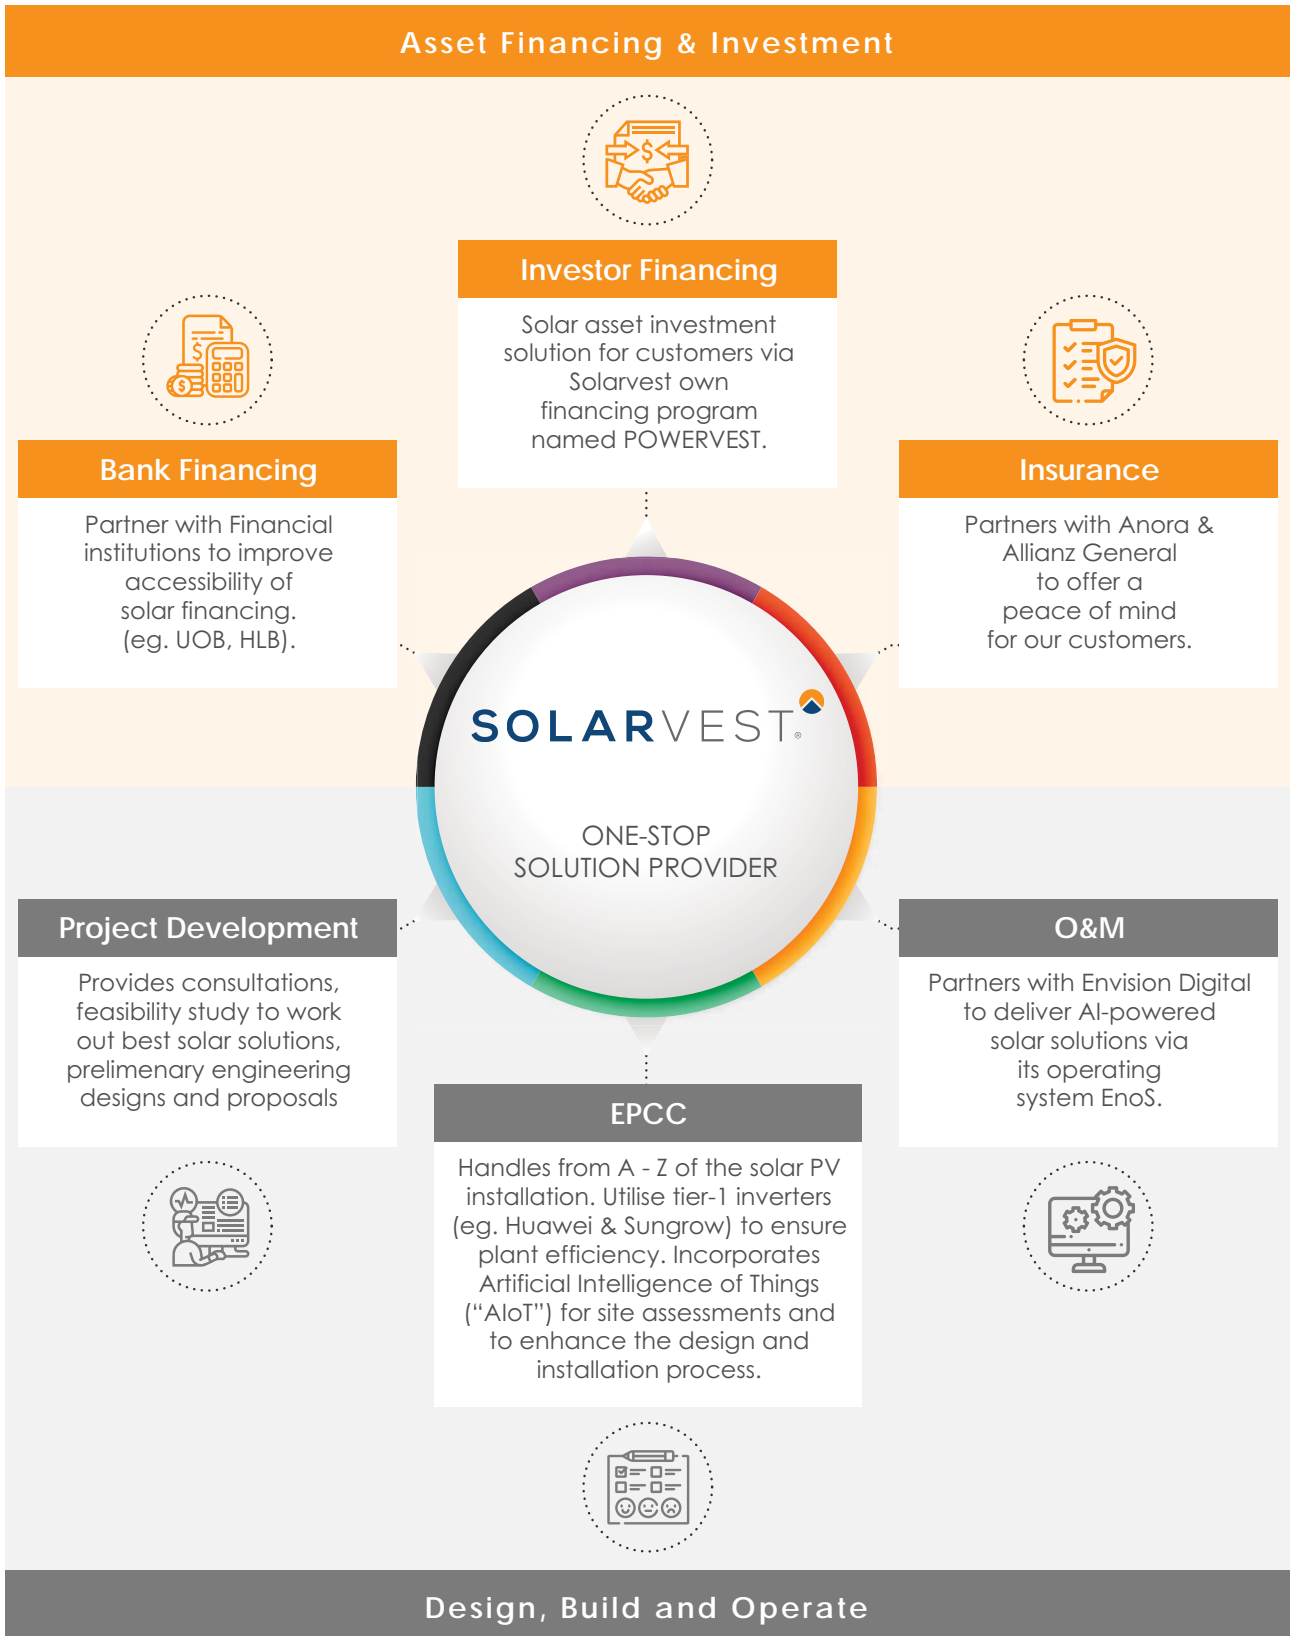 Asset Financing & Investment
Investor Financing
Solar asset investment
solution for customers via
Solarvest own
financing program
named POWERVEST.
Bank Financing
Partner with Financial
institutions to improve
accessibility of
solar financing.
(eg. UOB, HLB).
Insurance
Partners with Anora &
Allianz General
to offer a
peace of mind
for our customers.
SOLARVEST®
ONE-STOP
SOLUTION PROVIDER
Project Development
Provides consultations,
feasibility study to work
out best solar solutions,
prelimenary engineering
designs and proposals
O&M
Partners with Envision Digital
to deliver AI-powered
solar solutions via
its operating
system EnoS.
EPCC
Handles from A - Z of the solar PV
installation. Utilise tier-1 inverters
(eg. Huawei & Sungrow) to ensure
plant efficiency. Incorporates
Artificial Intelligence of Things
(“AIoT”) for site assessments and
to enhance the design and
installation process.
Design, Build and Operate